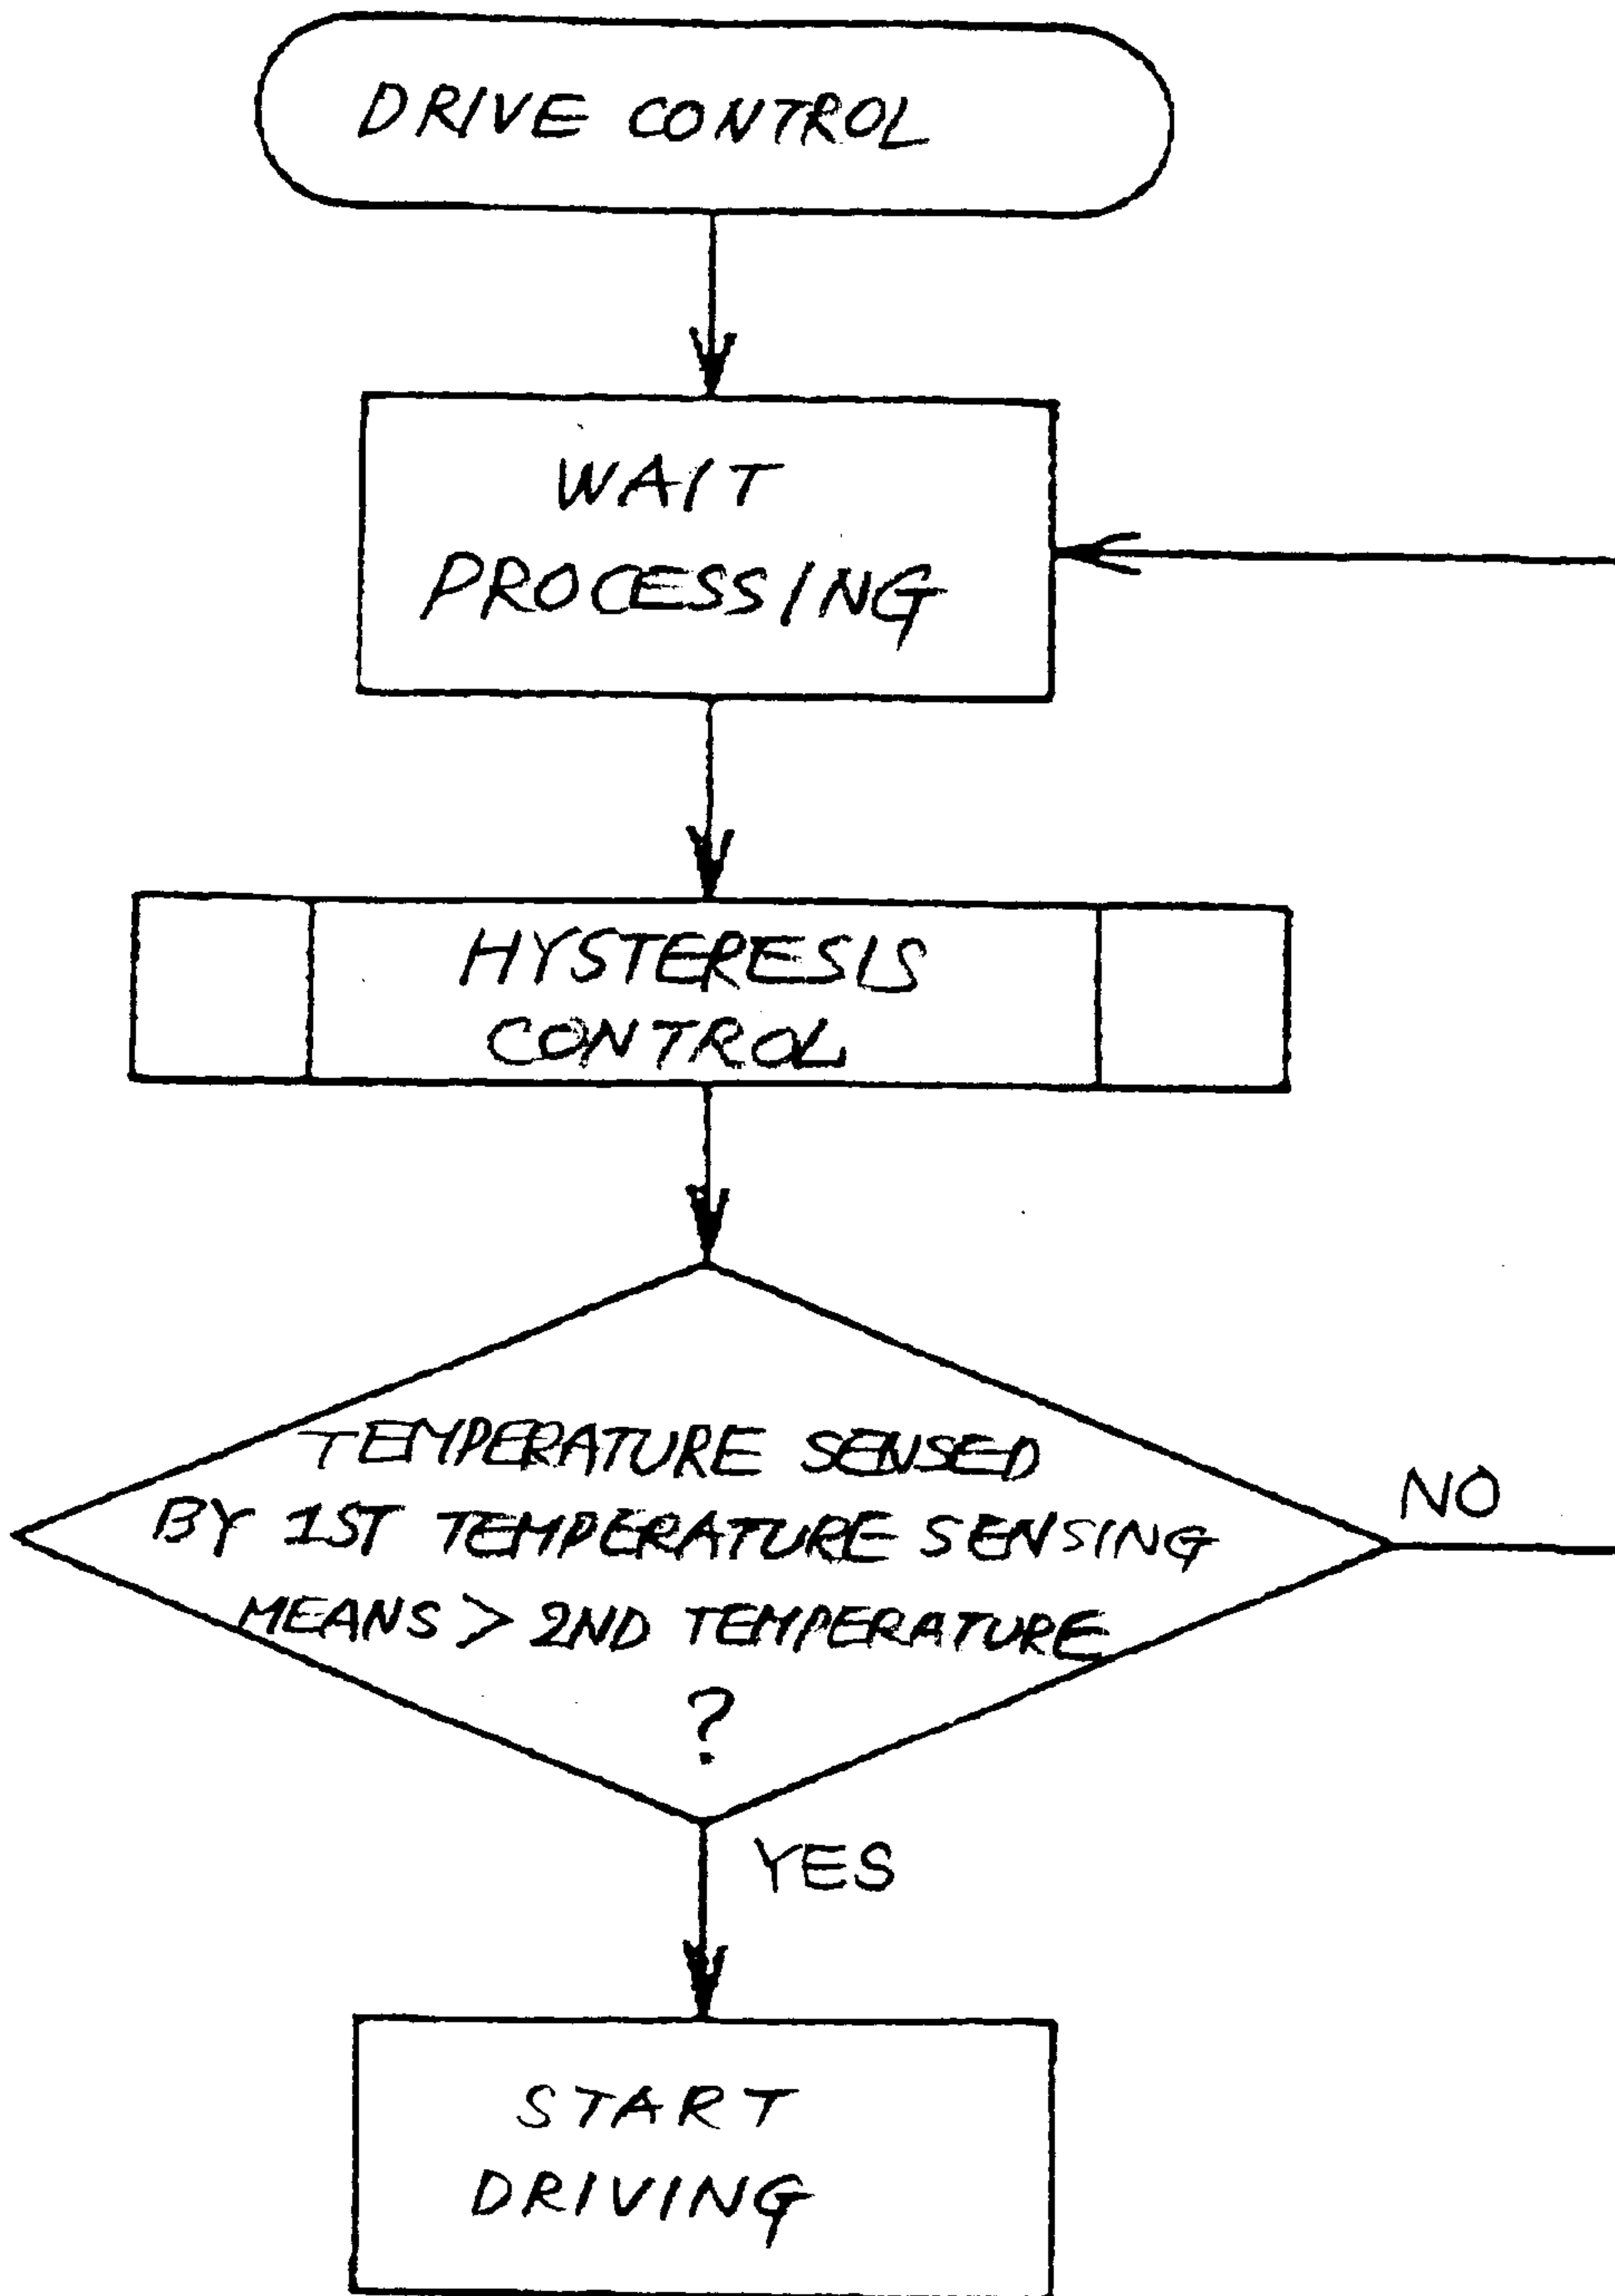 DRIVE CONTROL
WAIT
PROCESSING
HYSTERESIS
CONTROL
TEMPERATURE SENSED
BY 1ST TEMPERATURE SENSING
MEANS > 2ND TEMPERATURE
?
NO
YES
START
DRIVING